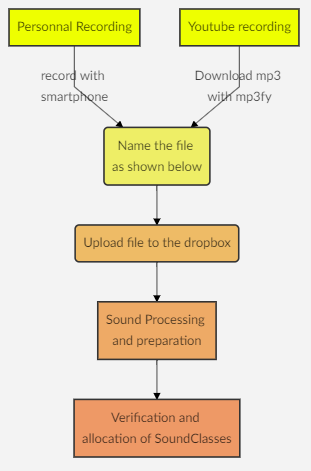 Personnal Recording
Youtube recording
record with
smartphone
Download mp3
with mp3fy
Name the file
as shown below
Upload file to the dropbox
Sound Processing
and preparation
Verification and
allocation of SoundClasses